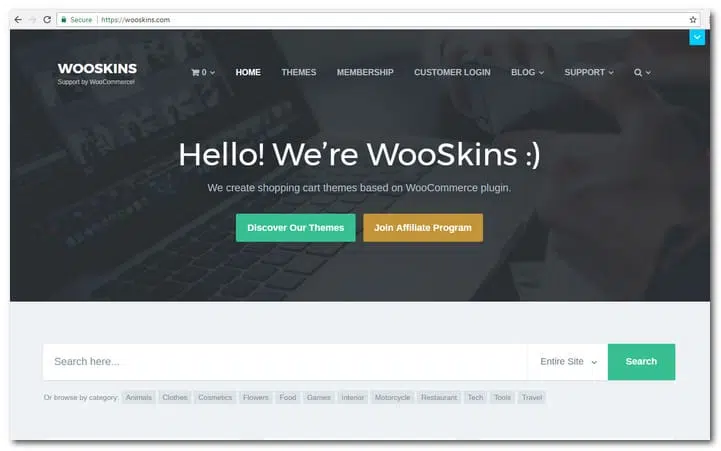 Secure https://wooskins.com
WOOSKINS
Support by WooCommerce!
0 HOME THEMES MEMBERSHIP CUSTOMER LOGIN BLOG SUPPORT
Hello! We're WooSkins :)
We create shopping cart themes based on WooCommerce plugin.
Discover Our Themes Join Affiliate Program
Search here... Entire Site Search
Or browse by category: Animals Clothes Cosmetics Flowers Food Games Interior Motorcycle Restaurant Tech Tools Travel